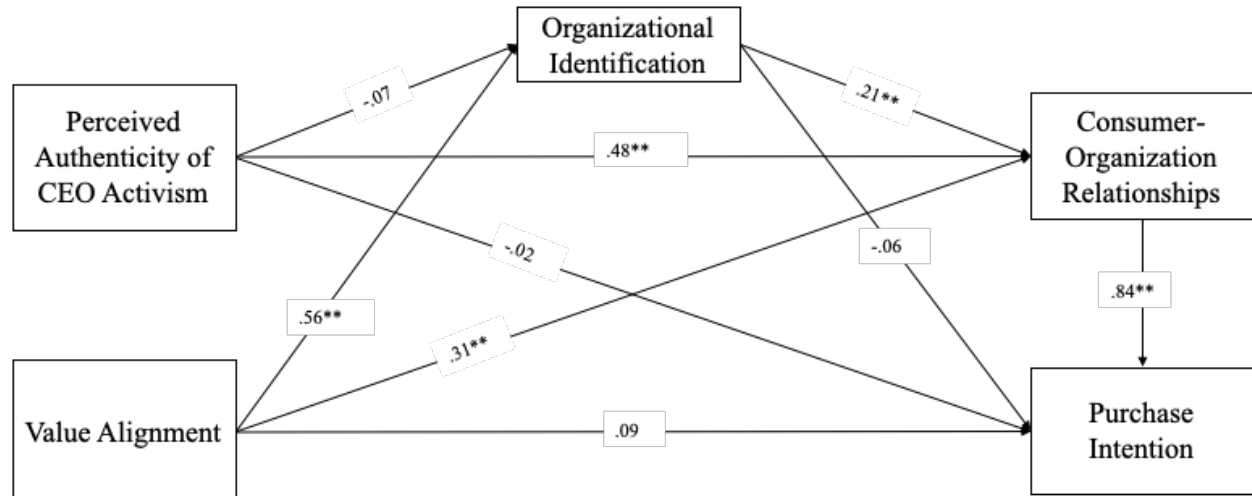 Organizational
Identification
-.07
.21**
Perceived
Authenticity of
CEO Activism
.48**
Consumer-
Organization
Relationships
-.02
-.06
.56**
.84**
.31**
Value Alignment
.09
Purchase
Intention